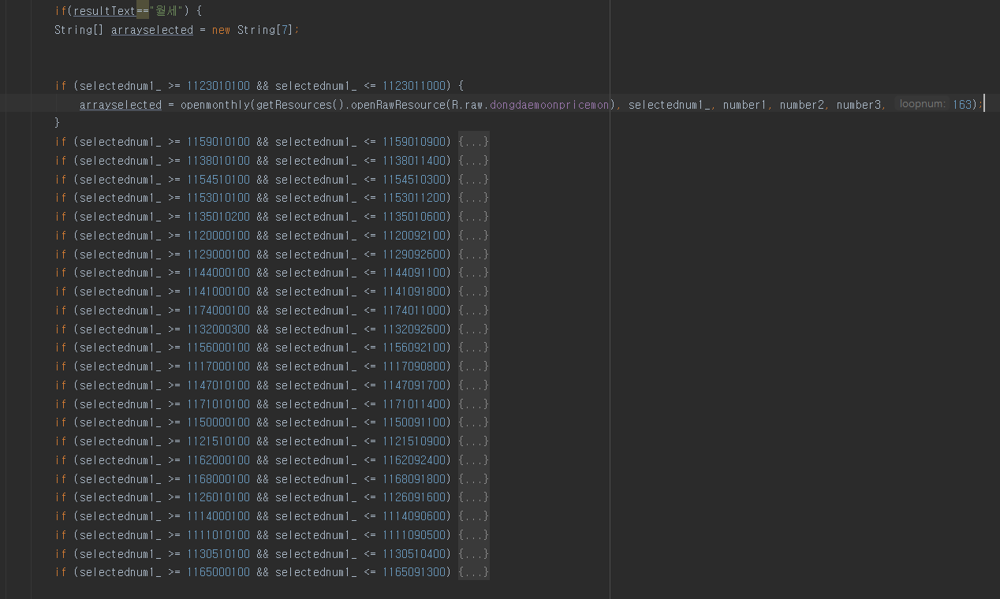 if(resultText=="월세") {
String[] arrayselected = new String[7];
if (selectednum1_ >= 1123010100 && selectednum1_ <= 1123011000) {
arrayselected = openmonthly(getResources().openRawResource(R.raw.dongdaemoonpricemon), selectednum1_, number1, number2, number3, loopnum: 163);
}
if (selectednum1_ >= 1159010100 && selectednum1_ <= 1159010900) {...}
if (selectednum1_ >= 1138010100 && selectednum1_ <= 1138011400) {...}
if (selectednum1_ >= 1154510100 && selectednum1_ <= 1154510300) {...}
if (selectednum1_ >= 1153010100 && selectednum1_ <= 1153011200) {...}
if (selectednum1_ >= 1135010200 && selectednum1_ <= 1135010600) {...}
if (selectednum1_ >= 1120000100 && selectednum1_ <= 1120092100) {...}
if (selectednum1_ >= 1129000100 && selectednum1_ <= 1129092600) {...}
if (selectednum1_ >= 1144000100 && selectednum1_ <= 1144091100) {...}
if (selectednum1_ >= 1141000100 && selectednum1_ <= 1141091800) {...}
if (selectednum1_ >= 1174000100 && selectednum1_ <= 1174011000) {...}
if (selectednum1_ >= 1132000300 && selectednum1_ <= 1132092600) {...}
if (selectednum1_ >= 1156000100 && selectednum1_ <= 1156092100) {...}
if (selectednum1_ >= 1117000100 && selectednum1_ <= 1117090800) {...}
if (selectednum1_ >= 1147010100 && selectednum1_ <= 1147091700) {...}
if (selectednum1_ >= 1171010100 && selectednum1_ <= 1171011400) {...}
if (selectednum1_ >= 1150000100 && selectednum1_ <= 1150091100) {...}
if (selectednum1_ >= 1121510100 && selectednum1_ <= 1121510900) {...}
if (selectednum1_ >= 1162000100 && selectednum1_ <= 1162092400) {...}
if (selectednum1_ >= 1168000100 && selectednum1_ <= 1168091800) {...}
if (selectednum1_ >= 1126010100 && selectednum1_ <= 1126091600) {...}
if (selectednum1_ >= 1114000100 && selectednum1_ <= 1114090600) {...}
if (selectednum1_ >= 1111010100 && selectednum1_ <= 1111090500) {...}
if (selectednum1_ >= 1130510100 && selectednum1_ <= 1130510400) {...}
if (selectednum1_ >= 1165000100 && selectednum1_ <= 1165091300) {...}